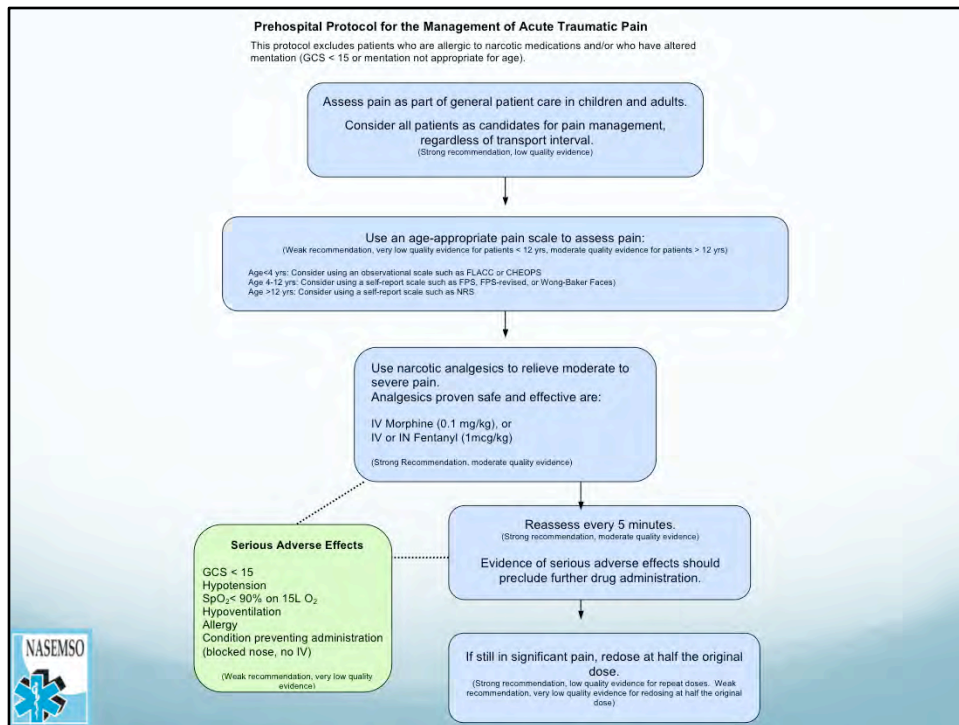 Prehospital Protocol for the Management of Acute Traumatic Pain
This protocol excludes patients who are allergic to narcotic medications and/or who have altered
mentation (GCS < 15 or mentation not appropriate for age).
Assess pain as part of general patient care in children and adults.
Consider all patients as candidates for pain management,
regardless of transport interval.
(Strong recommendation, low quality evidence)
Use an age-appropriate pain scale to assess pain:
(Weak recommendation, very low quality evidence for patients < 12 yrs, moderate quality evidence for patients > 12 yrs)
Age<4 yrs: Consider using an observational scale such as FLACC or CHEOPS
Age 4-12 yrs: Consider using a self-report scale such as FPS, FPS-revised, or Wong-Baker Faces)
Age >12 yrs: Consider using a self-report scale such as NRS
Use narcotic analgesics to relieve moderate to
severe pain.
Analgesics proven safe and effective are:
IV Morphine (0.1 mg/kg), or
IV or IN Fentanyl (1mcg/kg)
(Strong Recommendation, moderate quality evidence)
Reassess every 5 minutes.
(Strong recommendation, moderate quality evidence)
Evidence of serious adverse effects should
preclude further drug administration.
Serious Adverse Effects
GCS < 15
Hypotension
SpO₂< 90% on 15L O₂
Hypoventilation
Allergy
Condition preventing administration
(blocked nose, no IV)
(Weak recommendation, very low quality
evidence)
If still in significant pain, redose at half the original
dose.
(Strong recommendation, low quality evidence for repeat doses. Weak
recommendation, very low quality evidence for redosing at half the original
dose)
NASEMSO